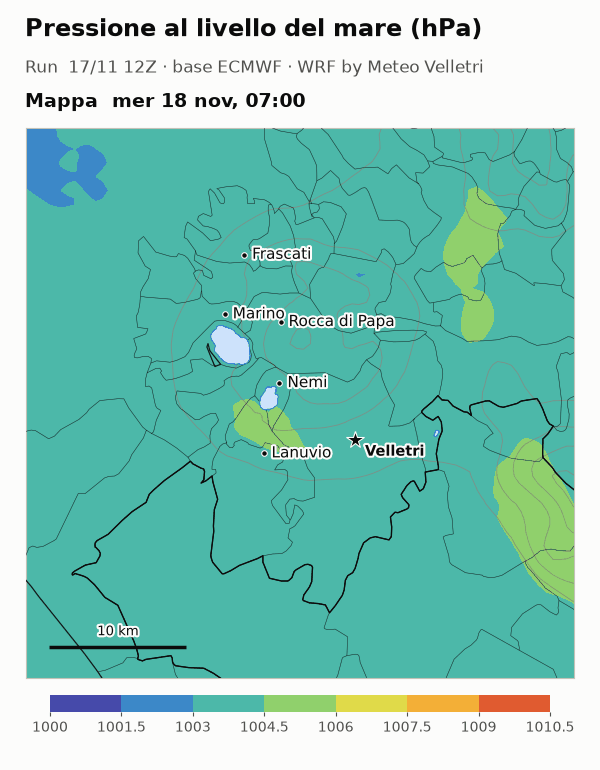 Pressione al livello del mare (hPa)
Run  17/11 12Z · base ECMWF · WRF by Meteo Velletri
Mappa  mer 18 nov, 07:00
Frascati
Marino
Rocca di Papa
Nemi
Velletri
Lanuvio
10 km
1000 1001.5 1003 1004.5 1006 1007.5 1009 1010.5